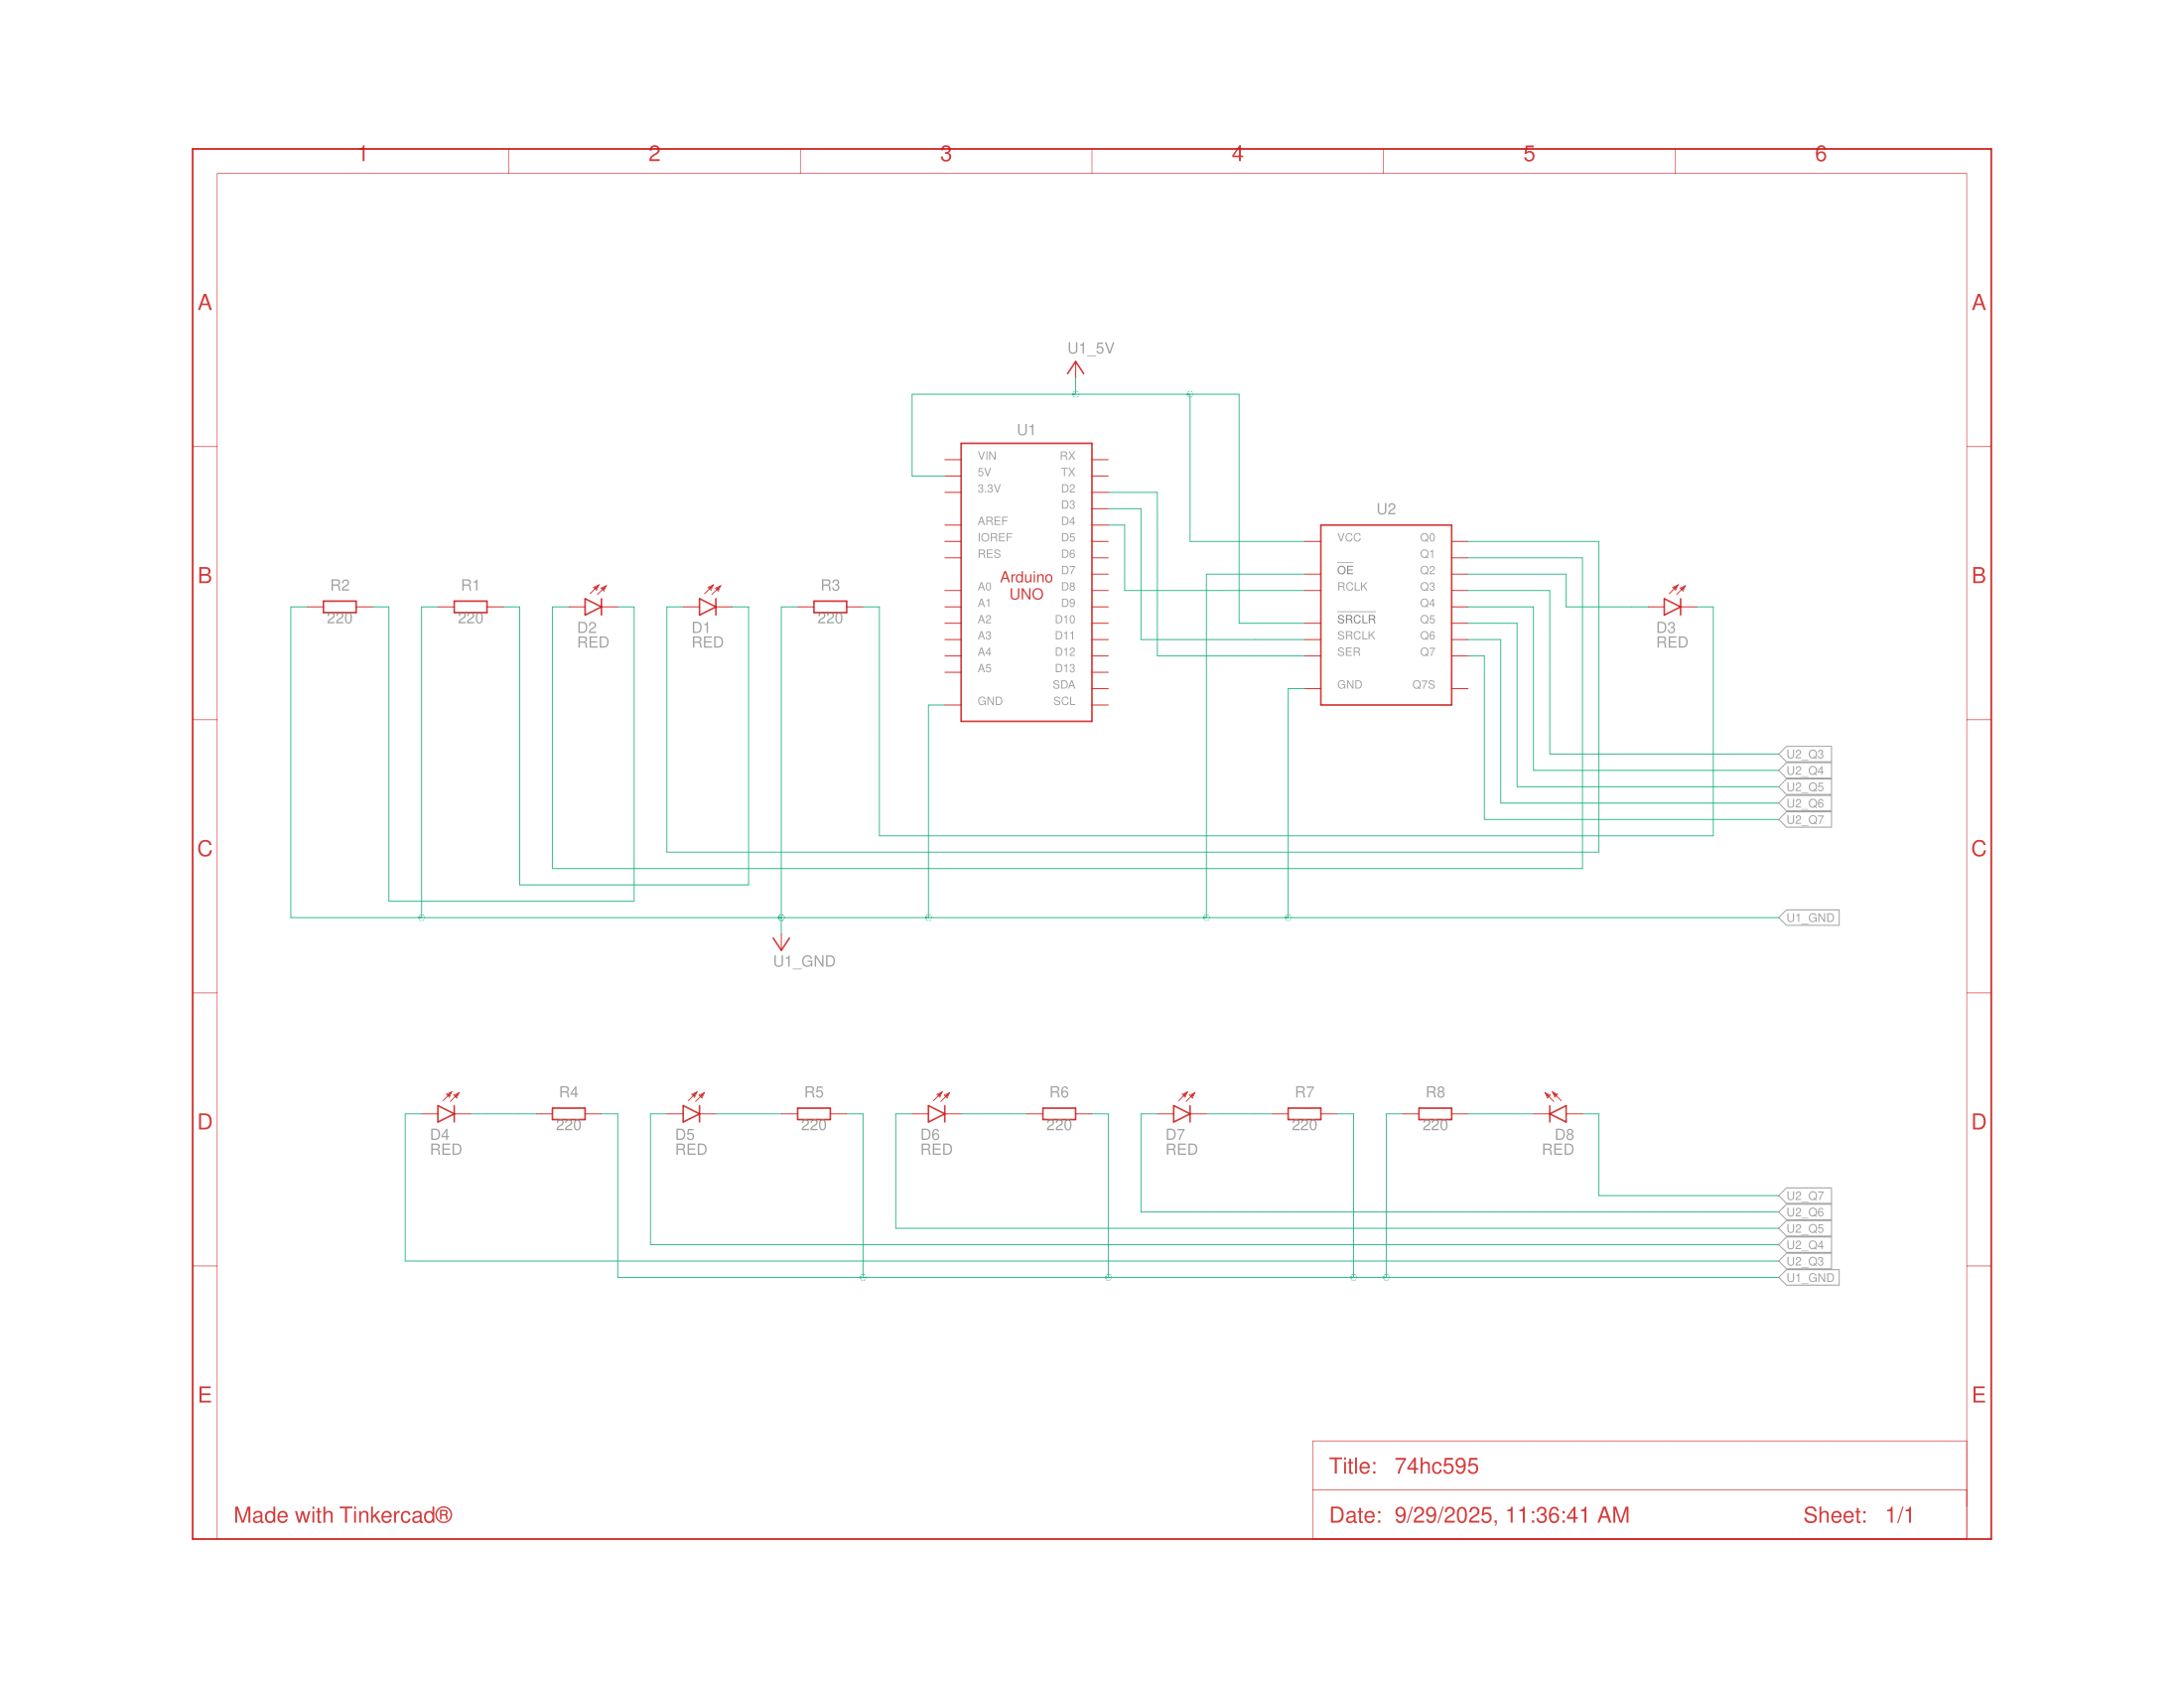 1 2 3 4 5 6
A A
U1_5V
U1
VIN RX
5V TX
3.3V D2
D3
AREF D4
IOREF D5
RES D6
D7
A0 D8
A1 D9
A2 D10
A3 D11
A4 D12
A5 D13
SDA
GND SCL
Arduino
UNO
U2
VCC Q0
Q1
OE Q2
RCLK Q3
Q4
SRCLR Q5
SRCLK Q6
SER Q7
GND Q7S
B B
R2
220
R1
220
D2
RED
D1
RED
R3
220
D3
RED
U2_Q3
U2_Q4
U2_Q5
U2_Q6
U2_Q7
C C
U1_GND
U1_GND
D D
D4
RED
R4
220
D5
RED
R5
220
D6
RED
R6
220
D7
RED
R7
220
R8
220
D8
RED
U2_Q7
U2_Q6
U2_Q5
U2_Q4
U2_Q3
U1_GND
E E
Title: 74hc595
Made with Tinkercad®
Date: 9/29/2025, 11:36:41 AM Sheet: 1/1